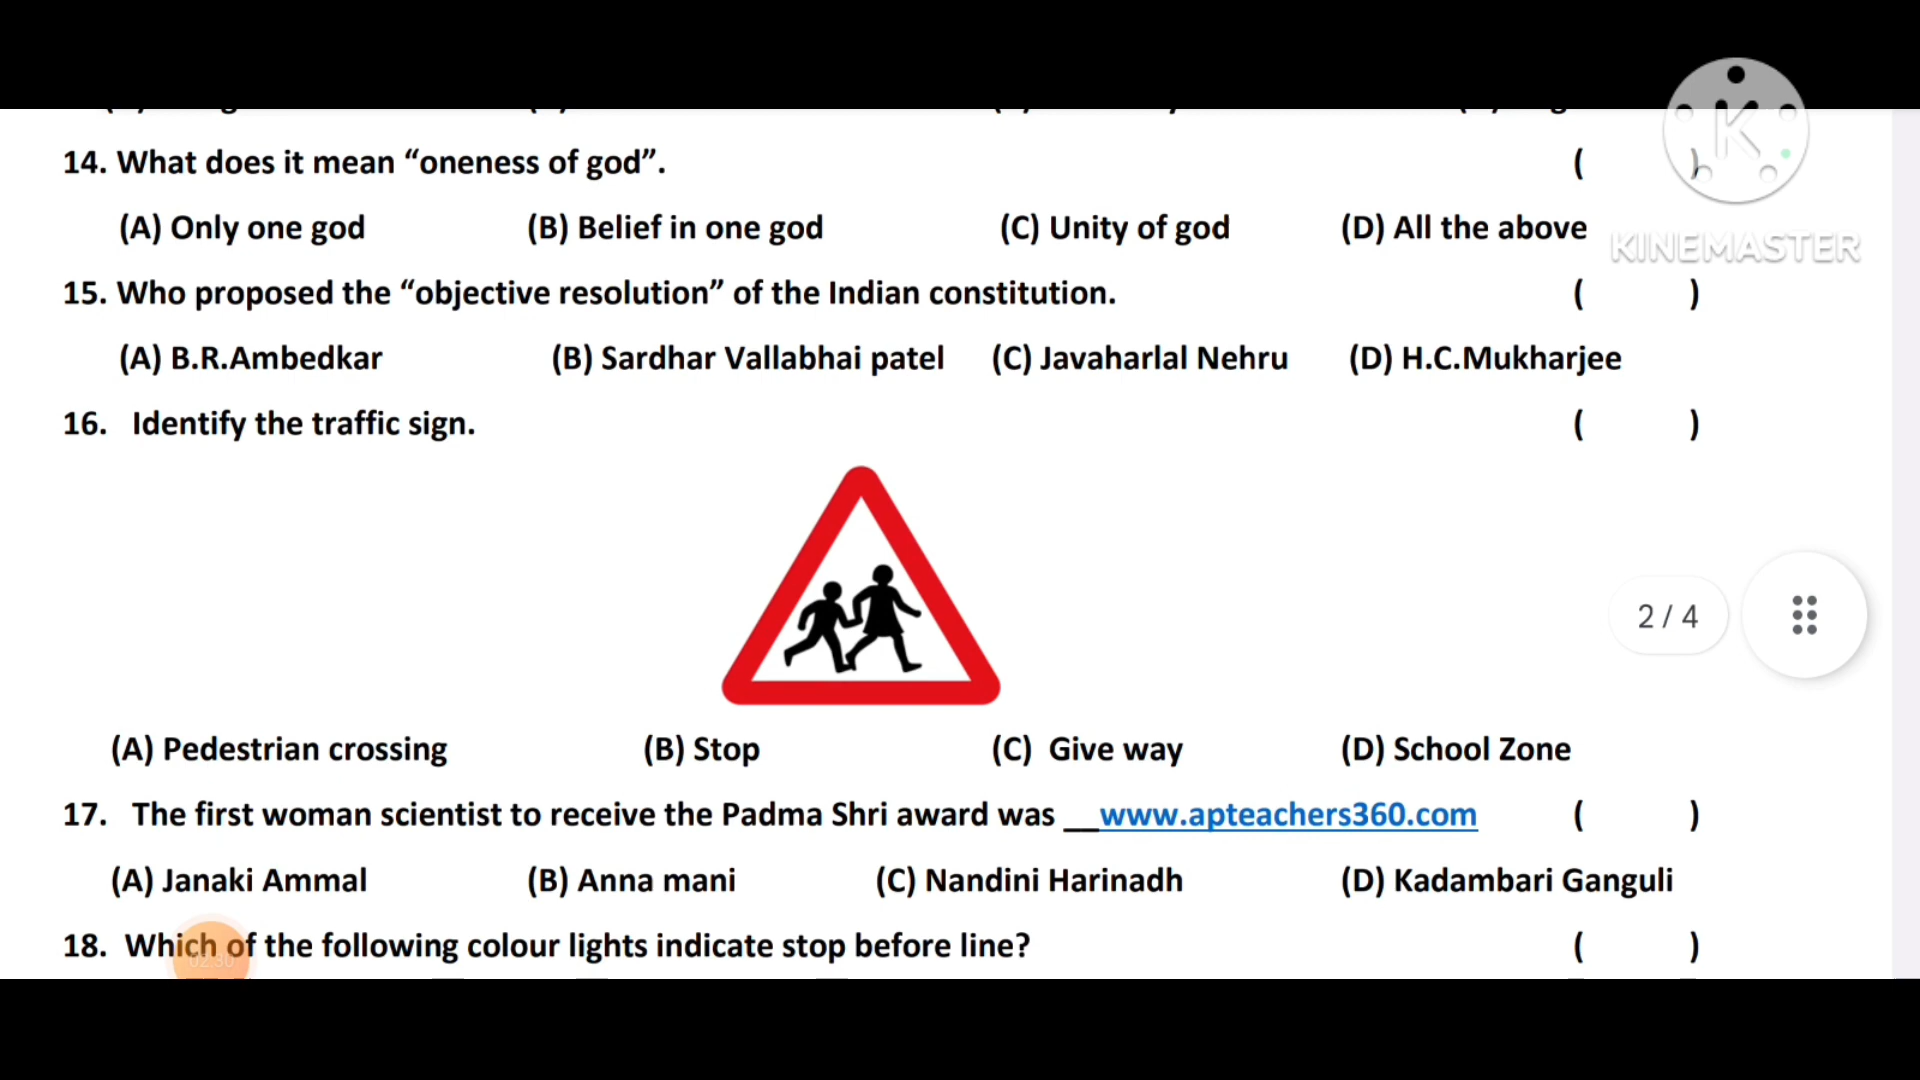 14. What does it mean “oneness of god”. ( )
(A) Only one god (B) Belief in one god (C) Unity of god (D) All the above
KINEMASTER
15. Who proposed the “objective resolution” of the Indian constitution. ( )
(A) B.R.Ambedkar (B) Sardhar Vallabhai patel (C) Javaharlal Nehru (D) H.C.Mukharjee
16. Identify the traffic sign. ( )
2 / 4
(A) Pedestrian crossing (B) Stop (C) Give way (D) School Zone
17. The first woman scientist to receive the Padma Shri award was __www.apteachers360.com ( )
(A) Janaki Ammal (B) Anna mani (C) Nandini Harinadh (D) Kadambari Ganguli
18. Which of the following colour lights indicate stop before line? ( )
02:30